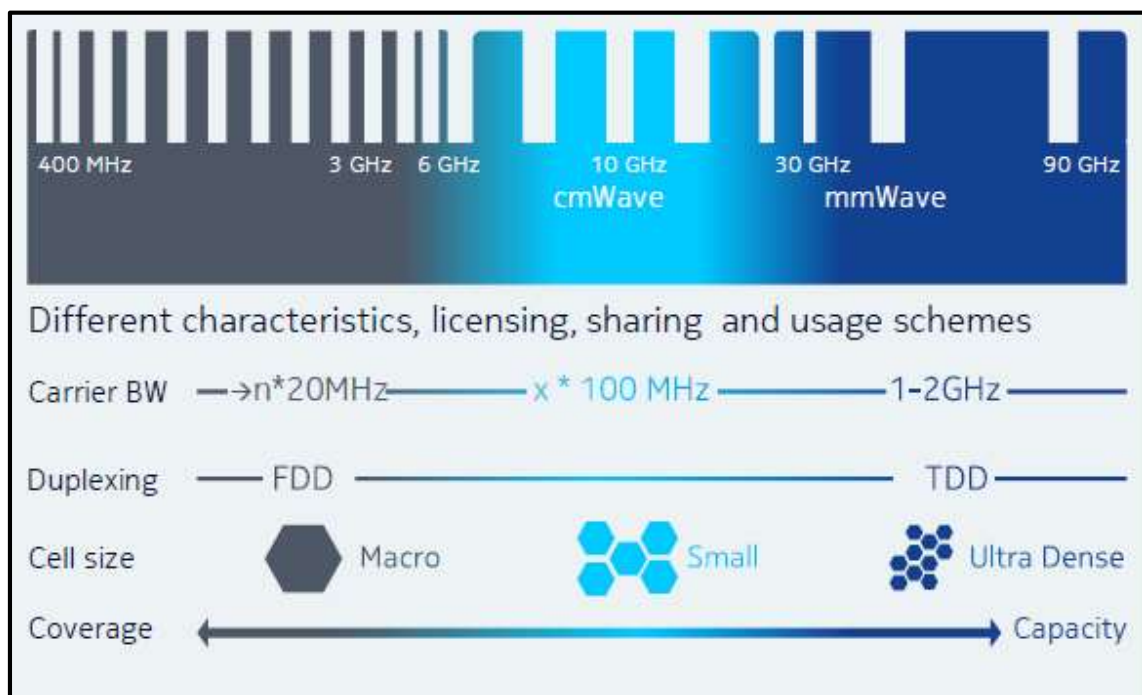 400 MHz 3 GHz 6 GHz 10 GHz 30 GHz 90 GHz
cmWave mmWave
Different characteristics, licensing, sharing and usage schemes
Carrier BW →n*20MHz x * 100 MHz 1-2GHz
Duplexing FDD TDD
Cell size Macro Small Ultra Dense
Coverage Capacity